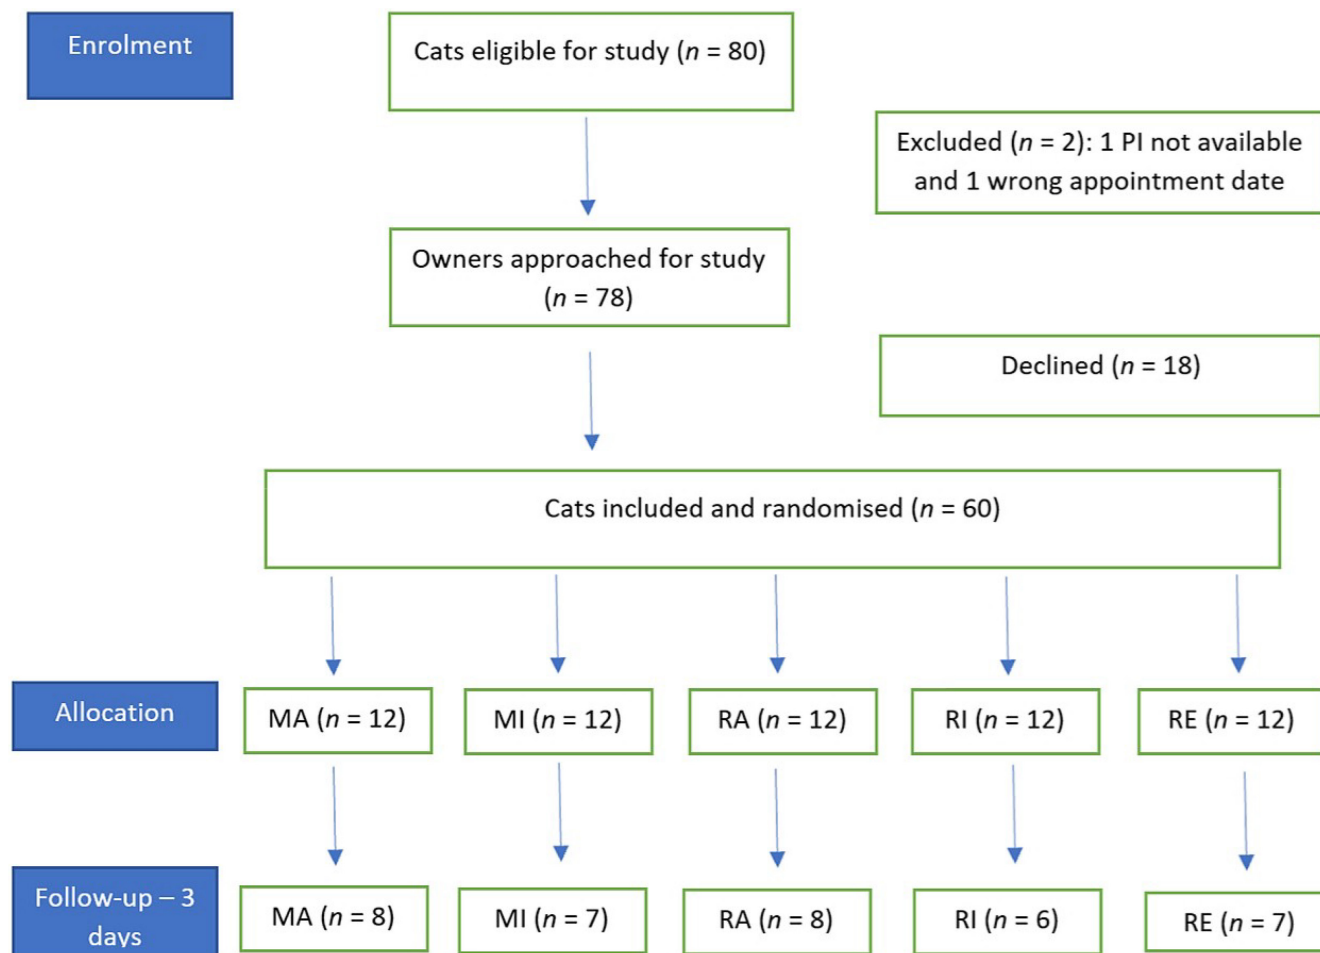 Enrolment
Cats eligible for study (n = 80)
Excluded (n = 2): 1 PI not available
and 1 wrong appointment date
Owners approached for study
(n = 78)
Declined (n = 18)
Cats included and randomised (n = 60)
Allocation
MA (n = 12)
MI (n = 12)
RA (n = 12)
RI (n = 12)
RE (n = 12)
Follow-up – 3
days
MA (n = 8)
MI (n = 7)
RA (n = 8)
RI (n = 6)
RE (n = 7)